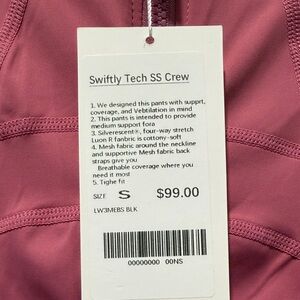 Swiftly Tech SS Crew
1. We designed this pants with supprt,
coverage, and Vebtilation in mind
2. This pants is intended to provide
medium support fora
3. Silverescent®, four-way stretch
Luon R fanbric is cottony-soft
4. Mesh fabric around the neckline
and supportive Mesh fabric back
straps give you
Breathable coverage where you
need it most
5. Tighe fit
SIZE S $99.00
LW3MEBS BLK
00000000 00NS